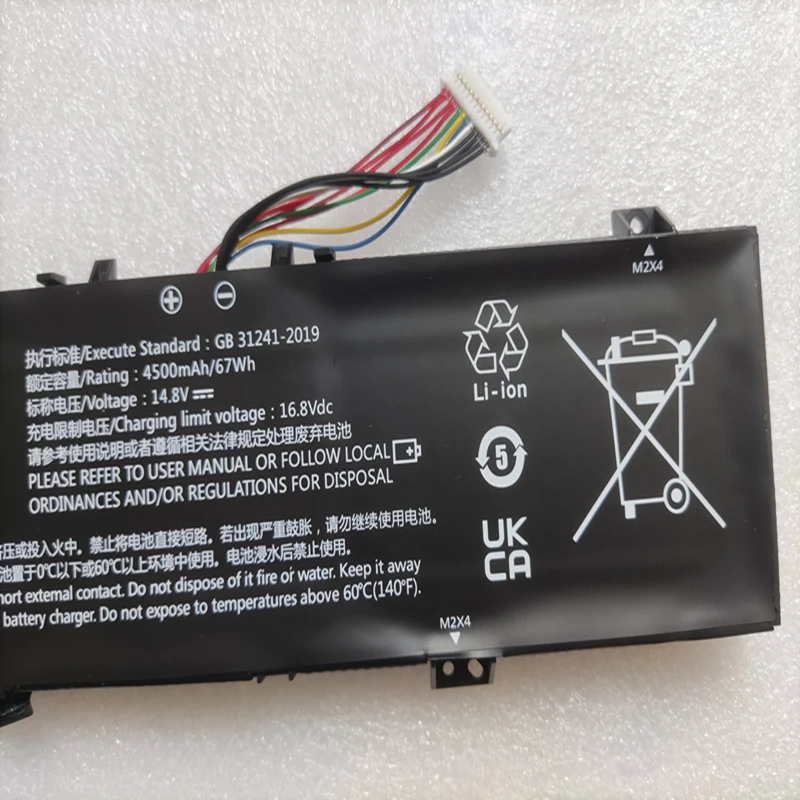 M2X4
执行标准/Execute Standard : GB 31241-2019
额定容量/Rating : 4500mAh/67Wh
标称电压/Voltage : 14.8V
充电限制电压/Charging limit voltage : 16.8Vdc
请参考使用说明或者遵循相关法律规定处理废弃电池
PLEASE REFER TO USER MANUAL OR FOLLOW LOCAL
ORDINANCES AND/OR REGULATIONS FOR DISPOSAL
Li-ion
5
UK
CA
压或投入火中。禁止将电池直接短路。若出现严重鼓胀，请勿继续使用电池。
置于0℃以下或60℃以上环境中使用。电池浸水后禁止使用。
external contact. Do not dispose of it fire or water. Keep it away
battery charger. Do not expose to temperatures above 60℃(140℉).
M2X4